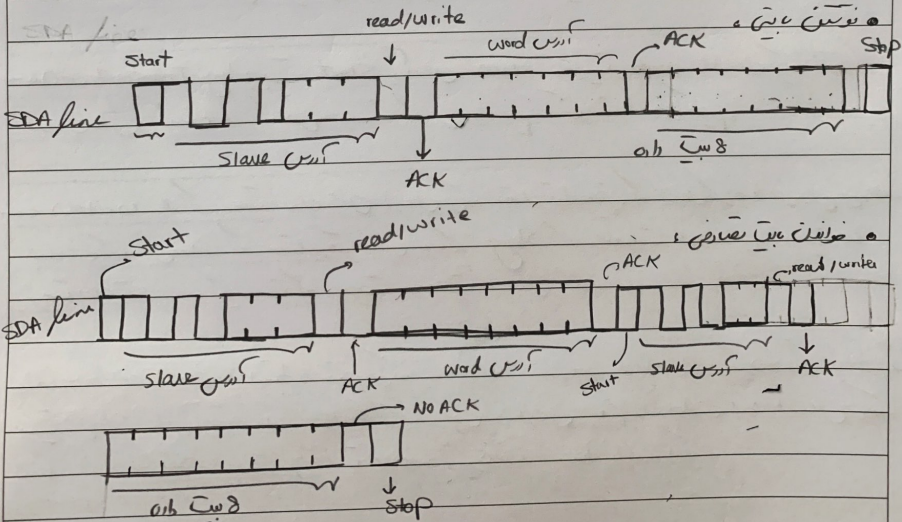 • نوشتن بایتی :
read/write
Start
آدرس word
ACK
Stop
SDA line
آدرس Slave
ACK
8 بیت داده
• خواندن بایت تصادفی :
Start
read/write
ACK
read/write
SDA line
آدرس Slave
ACK
آدرس word
Start
آدرس Slave
ACK
NO ACK
8 بیت داده
Stop